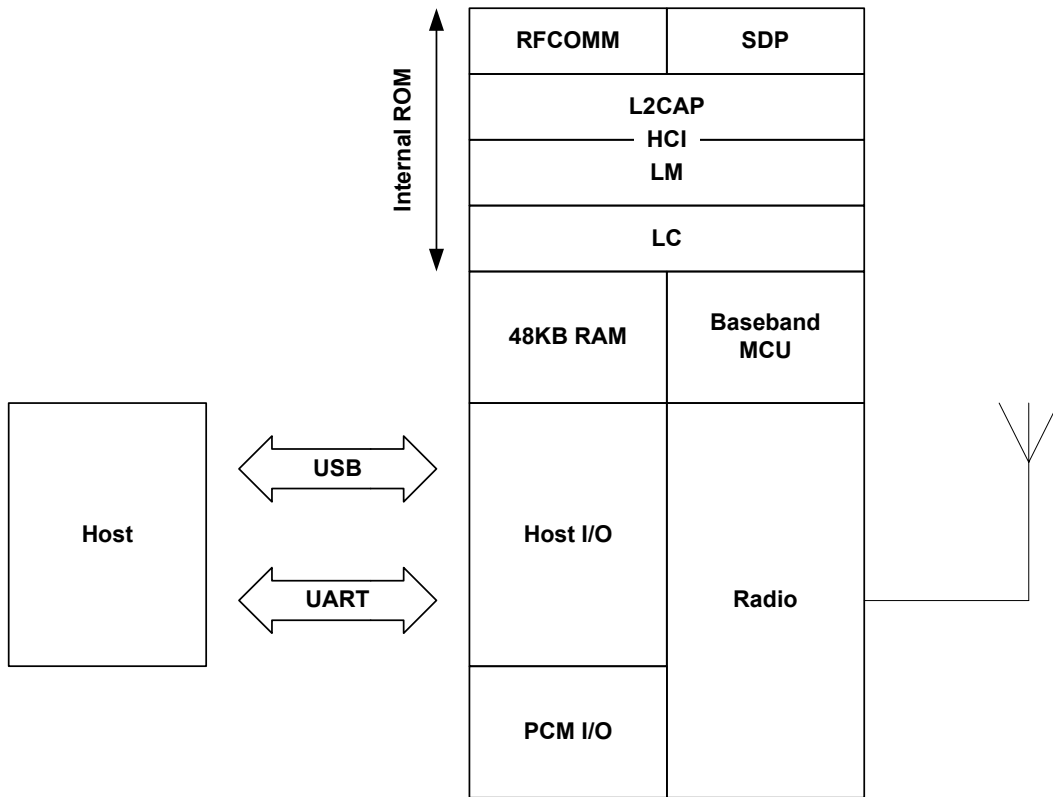 RFCOMM
SDP
Internal ROM
L2CAP
HCI
LM
LC
48KB RAM
Baseband
MCU
USB
Host
Host I/O
UART
Radio
PCM I/O